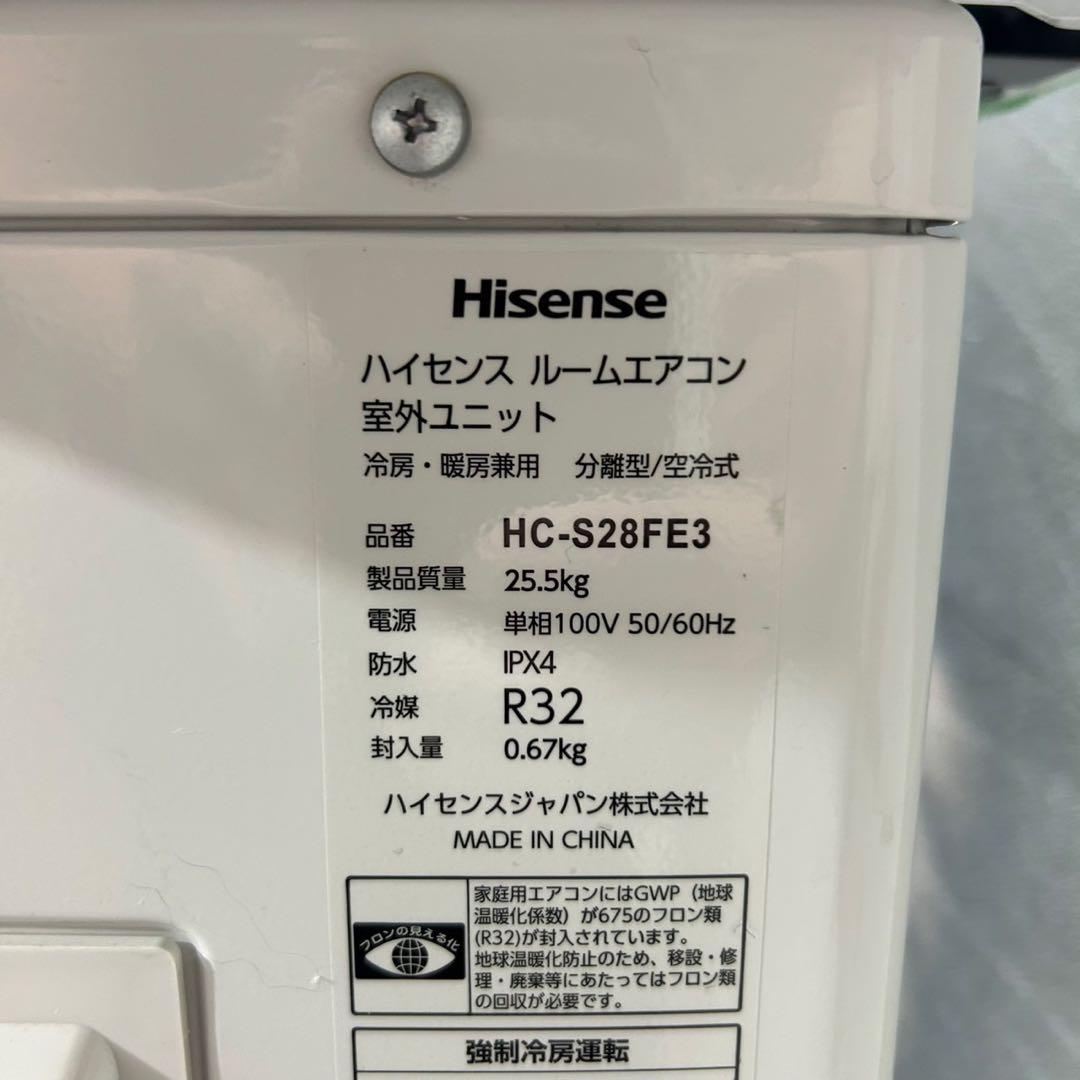 Hisense
ハイセンス ルームエアコン
室外ユニット
冷房・暖房兼用 分離型/空冷式
品番 HC-S28FE3
製品質量 25.5kg
電源 単相100V 50/60Hz
防水 IPX4
冷媒 R32
封入量 0.67kg
ハイセンスジャパン株式会社
MADE IN CHINA
フロンの見える化
家庭用エアコンにはGWP（地球
温暖化係数）が675のフロン類
(R32)が封入されています。
地球温暖化防止のため、移設・修
理・廃棄等にあたってはフロン類
の回収が必要です。
強制冷房運転